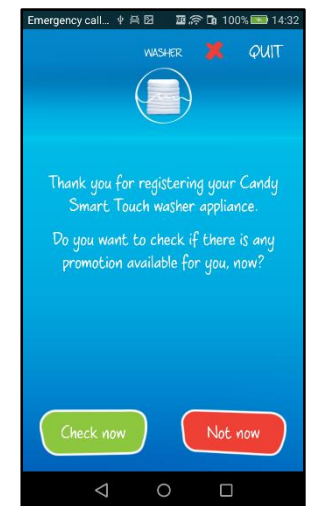 Emergency call... 100% 14:32
WASHER QUIT
Thank you for registering your Candy
Smart Touch washer appliance.
Do you want to check if there is any
promotion available for you, now?
Check now Not now